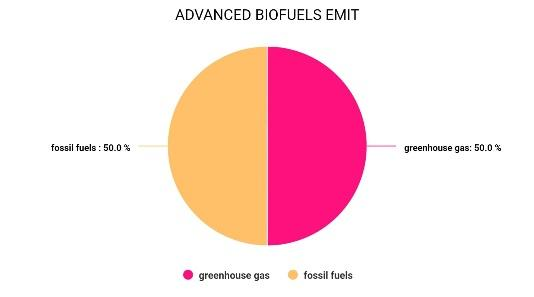 ADVANCED BIOFUELS EMIT
fossil fuels : 50.0 %
greenhouse gas: 50.0 %
greenhouse gas
fossil fuels